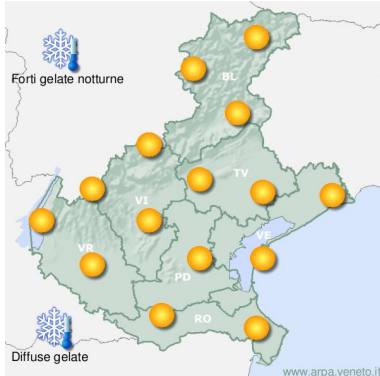 Forti gelate notturne
BL
TV
VI
VE
VR
PD
RO
Diffuse gelate
www.arpa.veneto.it